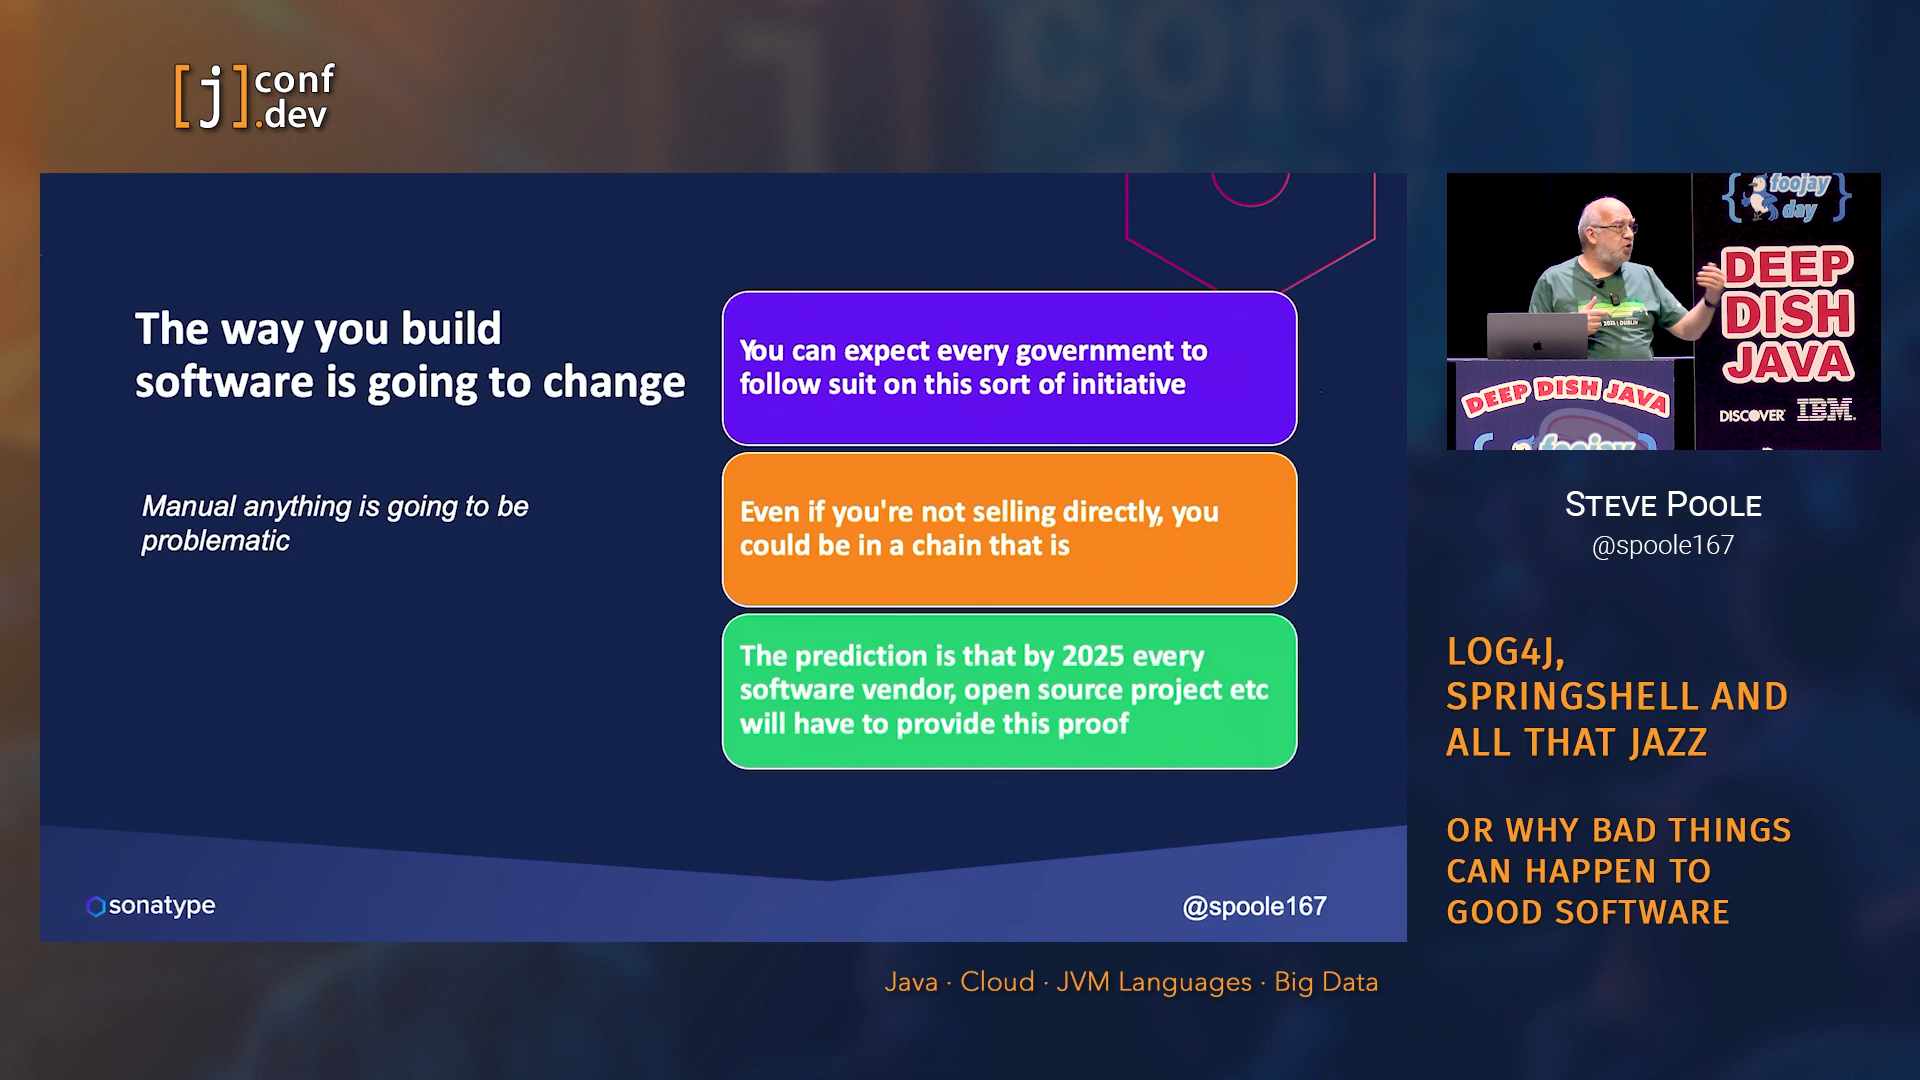 [j] conf
.dev
The way you build
software is going to change
Manual anything is going to be
problematic
You can expect every government to
follow suit on this sort of initiative
Even if you're not selling directly, you
could be in a chain that is
The prediction is that by 2025 every
software vendor, open source project etc
will have to provide this proof
sonatype
@spoole167
{ foojay
day }
DEEP
DISH
JAVA
DISCOVER IBM
DEEP DISH JAVA
{ foojay
2023 | DUBLIN
STEVE POOLE
@spoole167
LOG4J,
SPRINGSHELL AND
ALL THAT JAZZ
OR WHY BAD THINGS
CAN HAPPEN TO
GOOD SOFTWARE
Java · Cloud · JVM Languages · Big Data